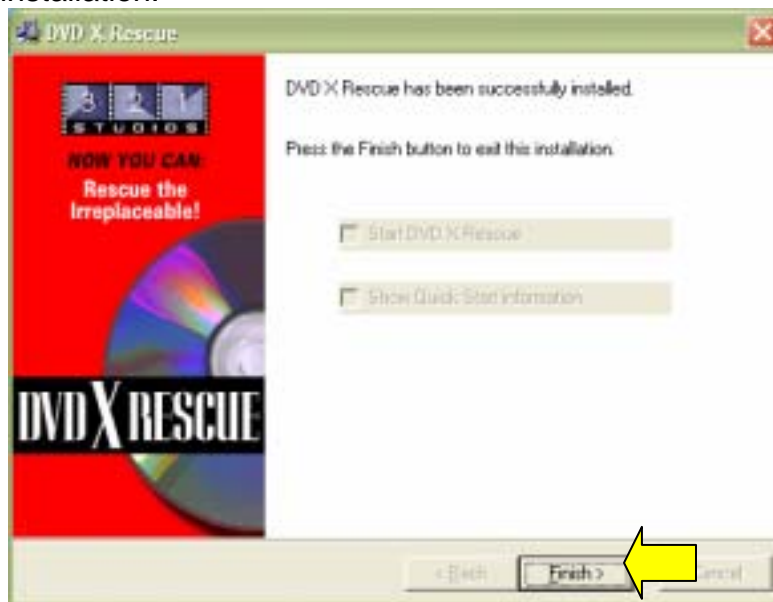 installation.
DVD X Rescue
3 2 1
STUDIOS
DVD X Rescue has been successfully installed.
Press the Finish button to exit this installation.
NOW YOU CAN:
Rescue the
Irreplaceable!
Start DVD X Rescue
Show Quick Start information
DVD X RESCUE
< Back
Finish >
Cancel